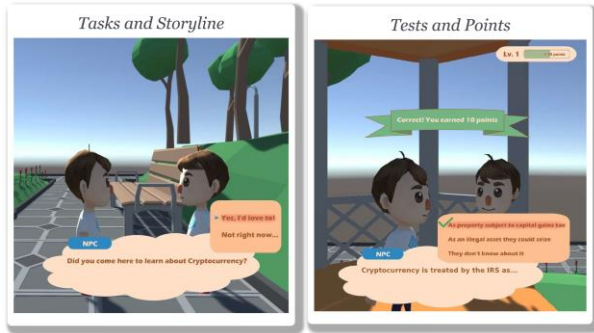 Tasks and Storyline
Yes, I'd love to!
Not right now...
NPC
Did you come here to learn about Cryptocurrency?
Tests and Points
Lv. 1
points
Correct! You earned 10 points
As property subject to capital gains tax
As an illegal asset they could seize
They don't know about it
NPC
Cryptocurrency is treated by the IRS as...